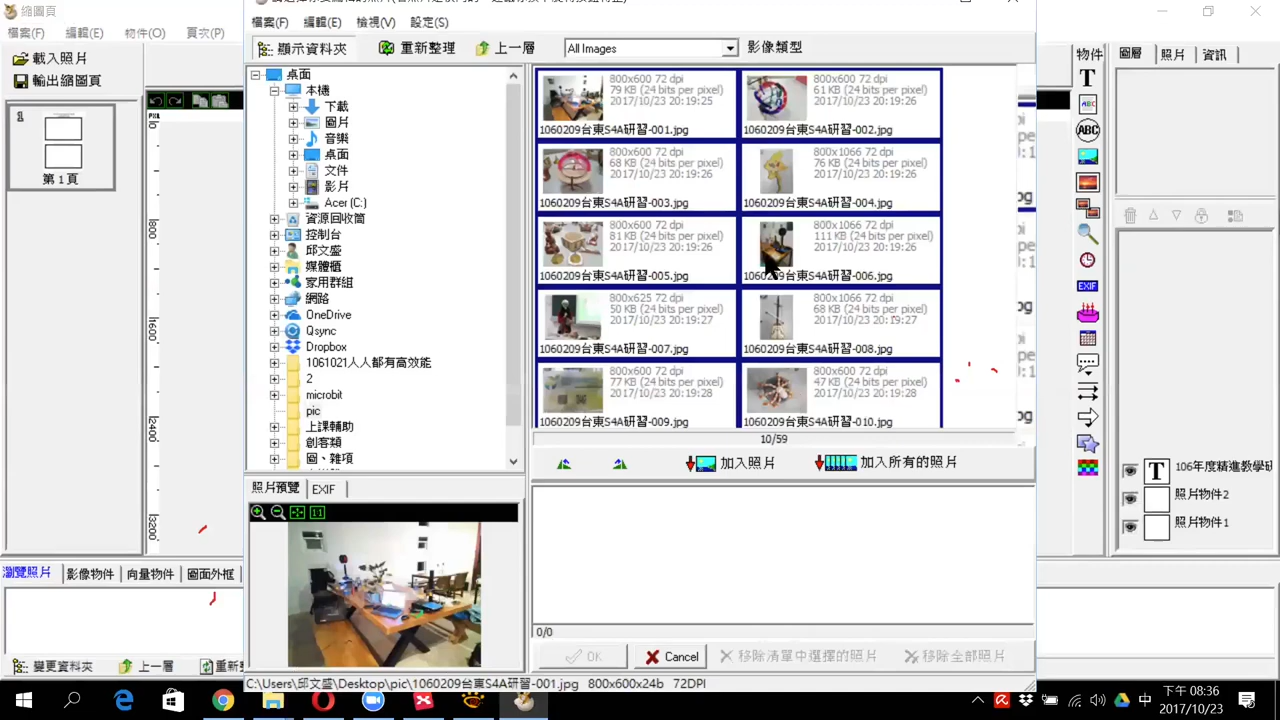 縮圖頁
檔案(F) 編輯(E) 物件(O) 頁次(P)
載入照片
輸出縮圖頁
1
第 1 頁
檔案(F) 編輯(E) 檢視(V) 設定(S)
顯示資料夾 重新整理 上一層 All Images 影像類型
桌面
本機
下載
圖片
音樂
桌面
文件
影片
Acer (C:)
資源回收筒
控制台
邱文盛
媒體櫃
家用群組
網路
OneDrive
Qsync
Dropbox
1061021人人都有高效能
2
microbit
pic
上課輔助
創客類
圖、雜項
800x600 72 dpi
79 KB (24 bits per pixel)
2017/10/23 20:19:25
1060209台東S4A研習-001.jpg
800x600 72 dpi
61 KB (24 bits per pixel)
2017/10/23 20:19:26
1060209台東S4A研習-002.jpg
800x600 72 dpi
68 KB (24 bits per pixel)
2017/10/23 20:19:26
1060209台東S4A研習-003.jpg
800x1066 72 dpi
76 KB (24 bits per pixel)
2017/10/23 20:19:26
1060209台東S4A研習-004.jpg
800x600 72 dpi
81 KB (24 bits per pixel)
2017/10/23 20:19:26
1060209台東S4A研習-005.jpg
800x1066 72 dpi
111 KB (24 bits per pixel)
2017/10/23 20:19:26
1060209台東S4A研習-006.jpg
800x625 72 dpi
50 KB (24 bits per pixel)
2017/10/23 20:19:27
1060209台東S4A研習-007.jpg
800x1066 72 dpi
68 KB (24 bits per pixel)
2017/10/23 20:19:27
1060209台東S4A研習-008.jpg
800x600 72 dpi
77 KB (24 bits per pixel)
2017/10/23 20:19:28
1060209台東S4A研習-009.jpg
800x600 72 dpi
47 KB (24 bits per pixel)
2017/10/23 20:19:28
1060209台東S4A研習-010.jpg
10/59
加入照片 加入所有的照片
照片預覽 EXIF
1:1
0/0
OK Cancel 移除清單中選擇的照片 移除全部照片
C:\Users\邱文盛\Desktop\pic\1060209台東S4A研習-001.jpg 800x600x24b 72DPI
800
1600
2400
3200
瀏覽照片 影像物件 向量物件 圖面外框
變更資料夾 上一層 重新整
物件
T
ABC
ABC
EXIF
圖層 照片 資訊
T 106年度精進教學研
照片物件2
照片物件1
中 下午 08:36
2017/10/23